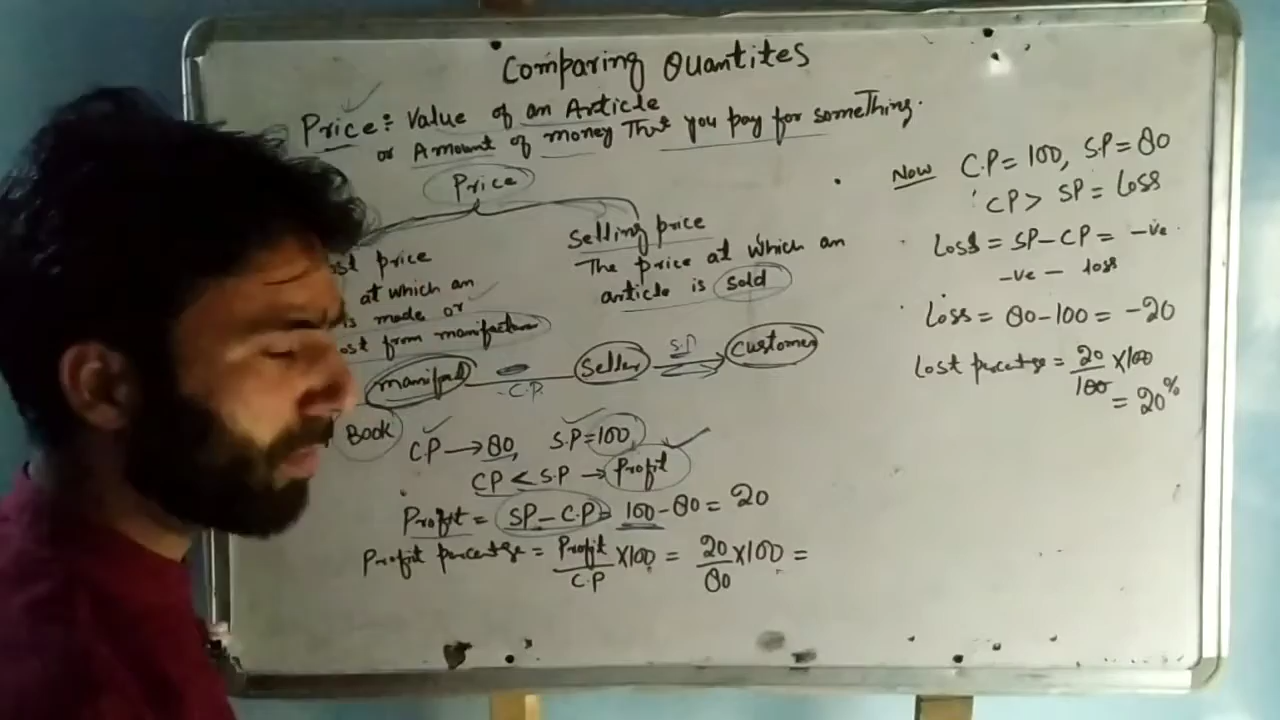 Comparing Quantites
Price: Value of an Article
or Amount of money That you pay for something.
Price
st price
at which an
is made or
ost from manufacture
Selling price
The price at which an
article is sold
Seller
S.P
customer
C.P.
Book
CP → 80, S.P=100
CP < S.P → Profit
Profit = SP - C.P = 100 - 80 = 20
Profit percentge = Profit/C.P × 100 = 20/80 × 100 =
Now C.P = 100, S.P = 80
CP > SP = Loss
Loss = SP - CP = -ve
-ve - loss
Loss = 80 - 100 = -20
Lost percentge = 20/100 × 100
= 20%